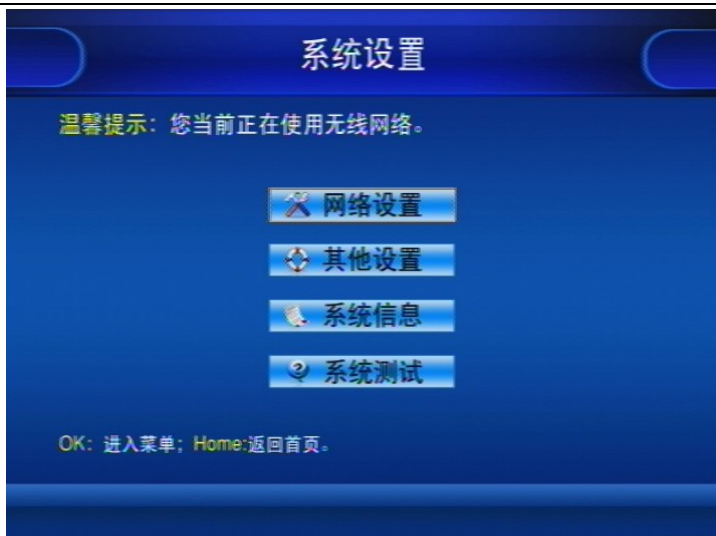 系统设置
温馨提示：您当前正在使用无线网络。
网络设置
其他设置
系统信息
系统测试
OK：进入菜单；Home:返回首页。